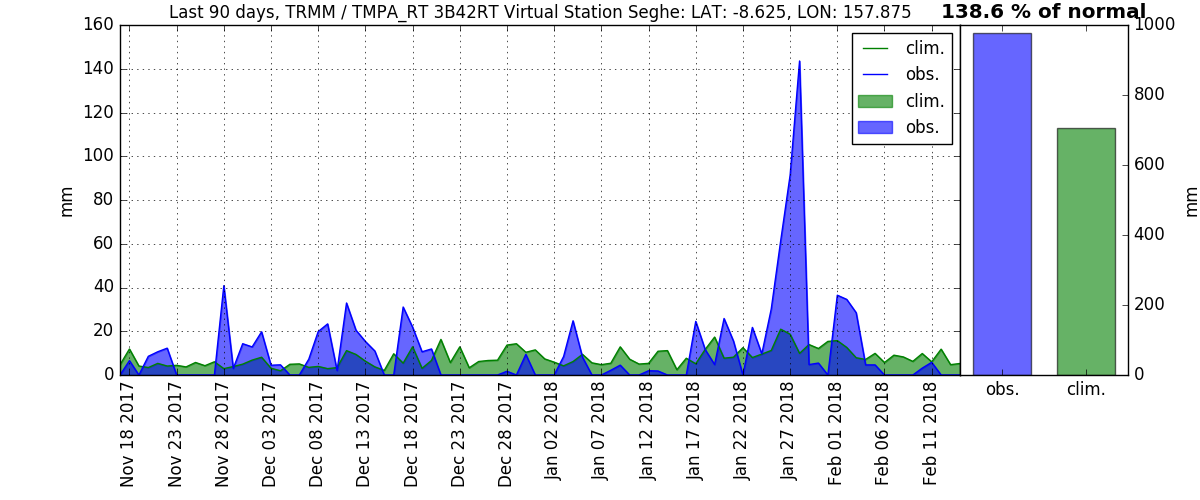 Last 90 days, TRMM / TMPA_RT 3B42RT Virtual Station Seghe: LAT: -8.625, LON: 157.875
138.6 % of normal
160
140
120
100
80
60
40
20
0
mm
clim.
obs.
clim.
obs.
Nov 18 2017
Nov 23 2017
Nov 28 2017
Dec 03 2017
Dec 08 2017
Dec 13 2017
Dec 18 2017
Dec 23 2017
Dec 28 2017
Jan 02 2018
Jan 07 2018
Jan 12 2018
Jan 17 2018
Jan 22 2018
Jan 27 2018
Feb 01 2018
Feb 06 2018
Feb 11 2018
1000
800
600
400
200
0
mm
obs.
clim.